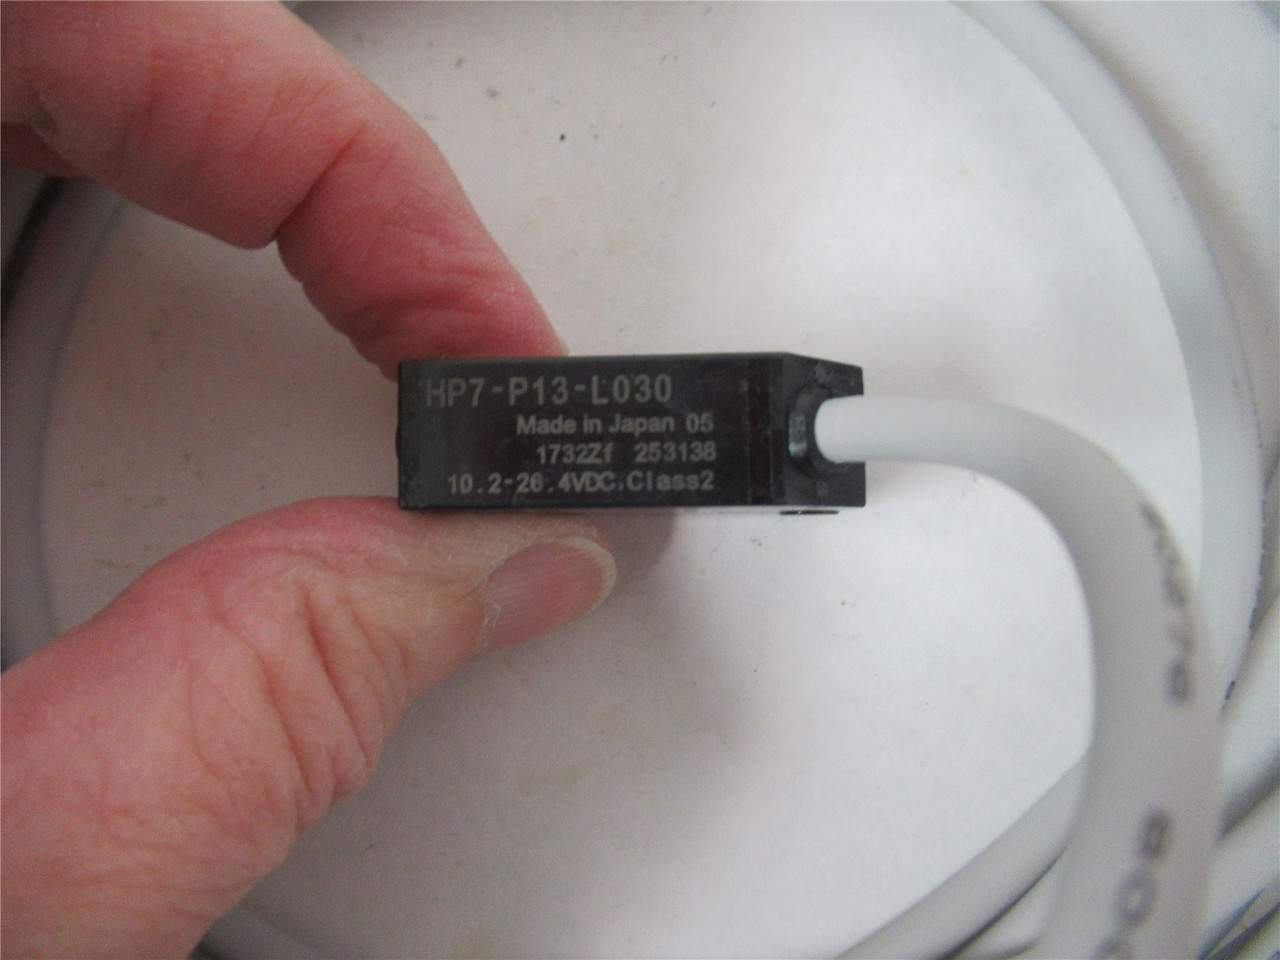 HP7-P13-L030
Made in Japan 05
1732Zf 253138
10.2-26.4VDC.Class2